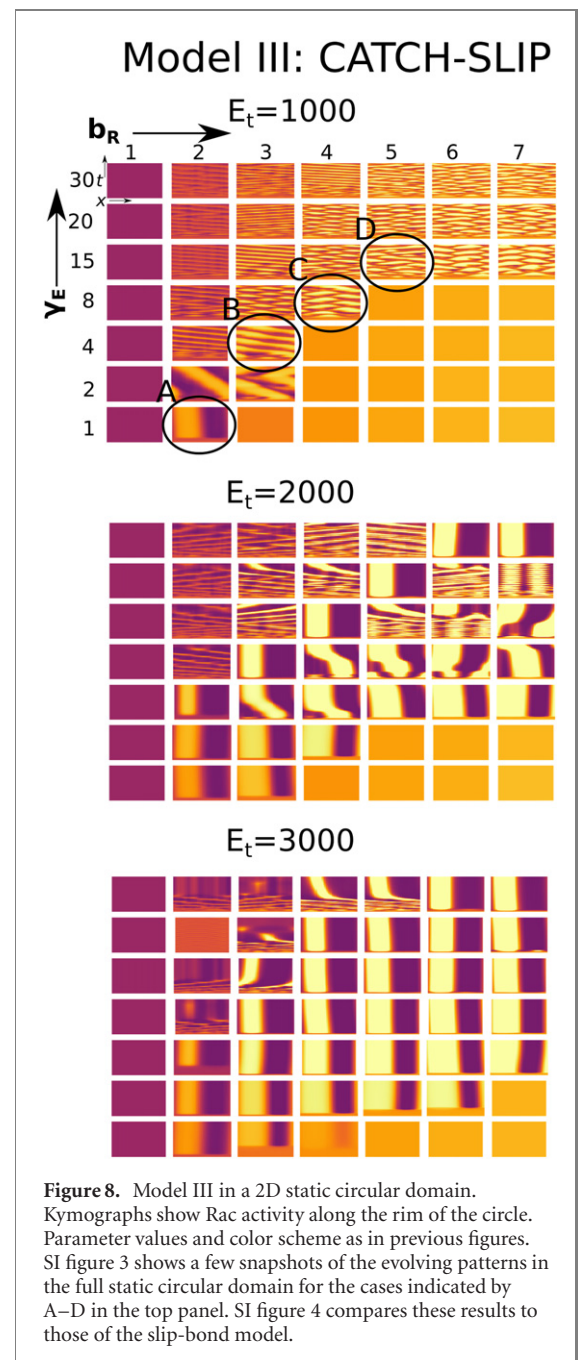 Model III: CATCH-SLIP
E_t=1000
b_R
1 2 3 4 5 6 7
30 t
x
20
15
D
C
8
γ_E
B
4
2
A
1
E_t=2000
E_t=3000
Figure 8. Model III in a 2D static circular domain.
Kymographs show Rac activity along the rim of the circle.
Parameter values and color scheme as in previous figures.
SI figure 3 shows a few snapshots of the evolving patterns in
the full static circular domain for the cases indicated by
A–D in the top panel. SI figure 4 compares these results to
those of the slip-bond model.